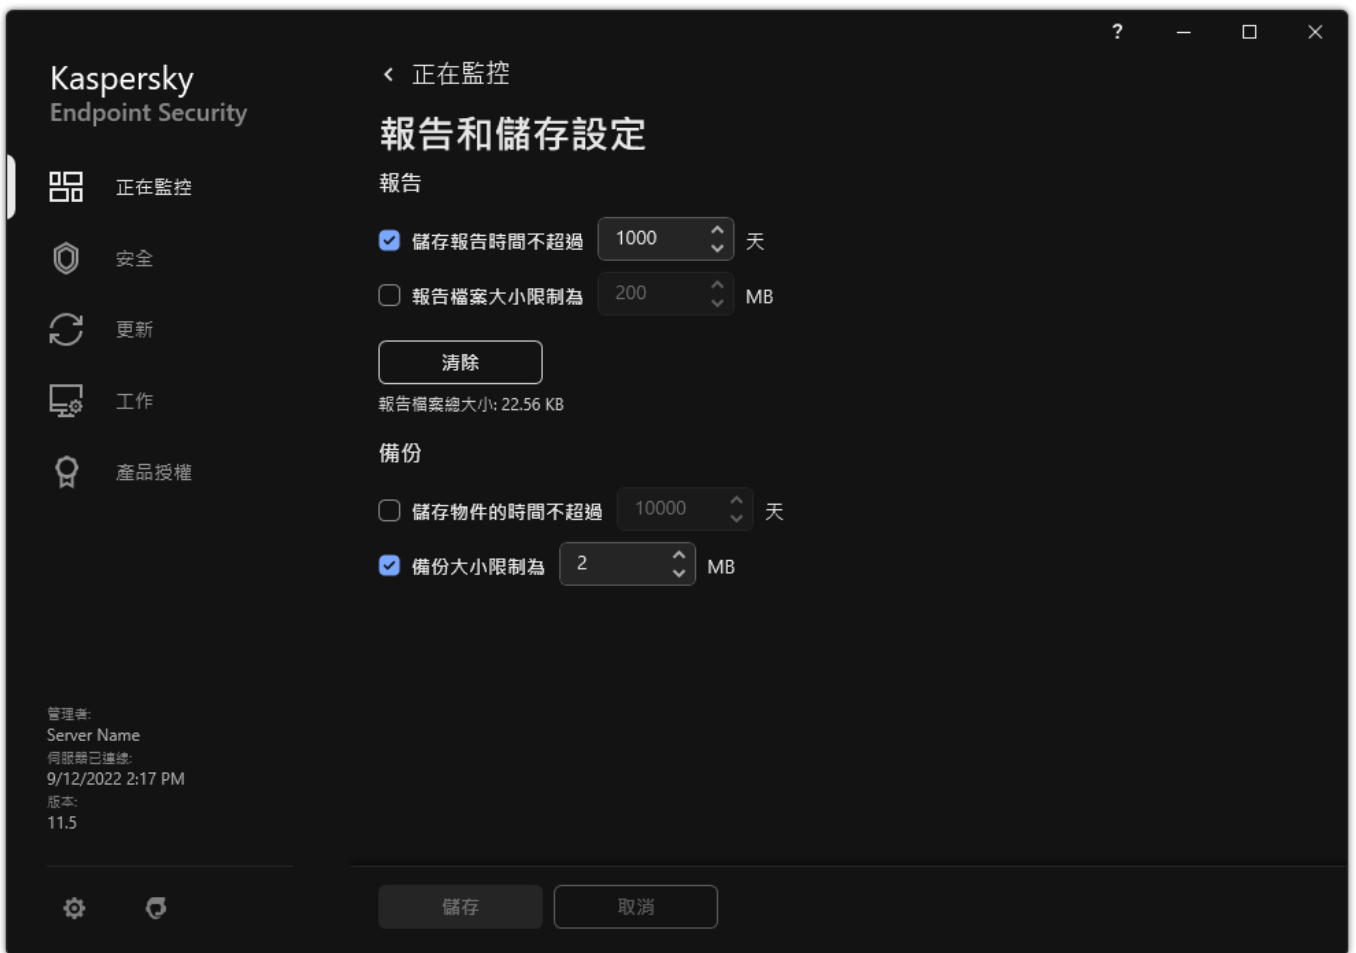 ?
Kaspersky
Endpoint Security
正在監控
安全
更新
工作
產品授權
管理者:
Server Name
伺服器已連線:
9/12/2022 2:17 PM
版本:
11.5
正在監控
報告和儲存設定
報告
儲存報告時間不超過 1000 天
報告檔案大小限制為 200 MB
清除
報告檔案總大小: 22.56 KB
備份
儲存物件的時間不超過 10000 天
備份大小限制為 2 MB
儲存 取消